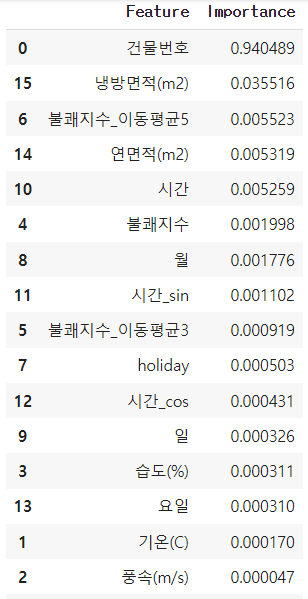 Feature Importance
0 건물번호 0.940489
15 냉방면적(m2) 0.035516
6 불쾌지수_이동평균5 0.005523
14 연면적(m2) 0.005319
10 시간 0.005259
4 불쾌지수 0.001998
8 월 0.001776
11 시간_sin 0.001102
5 불쾌지수_이동평균3 0.000919
7 holiday 0.000503
12 시간_cos 0.000431
9 일 0.000326
3 습도(%) 0.000311
13 요일 0.000310
1 기온(C) 0.000170
2 풍속(m/s) 0.000047